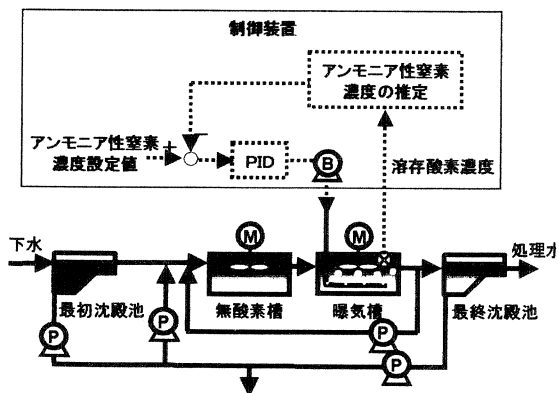 制御装置
アンモニア性窒素
濃度の推定
アンモニア性窒素
濃度設定値
+
−
PID
B
溶存酸素濃度
下水
M
M
処理水
最初沈殿池
無酸素槽
曝気槽
最終沈殿池
P
P
P
P